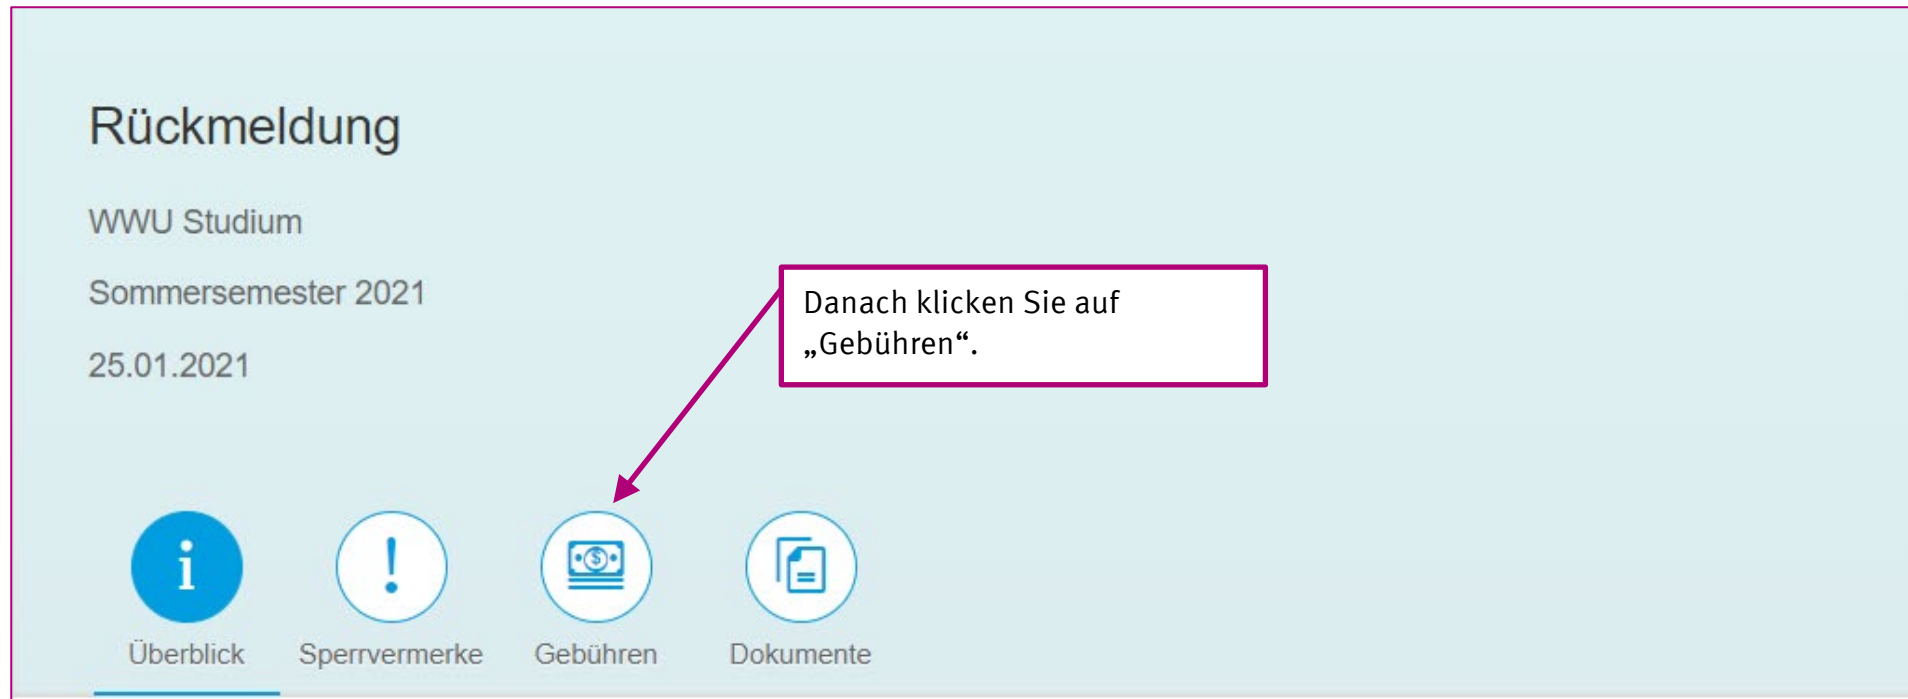 Rückmeldung
WWU Studium
Sommersemester 2021
25.01.2021
Danach klicken Sie auf
„Gebühren“.
Überblick
Sperrvermerke
Gebühren
Dokumente